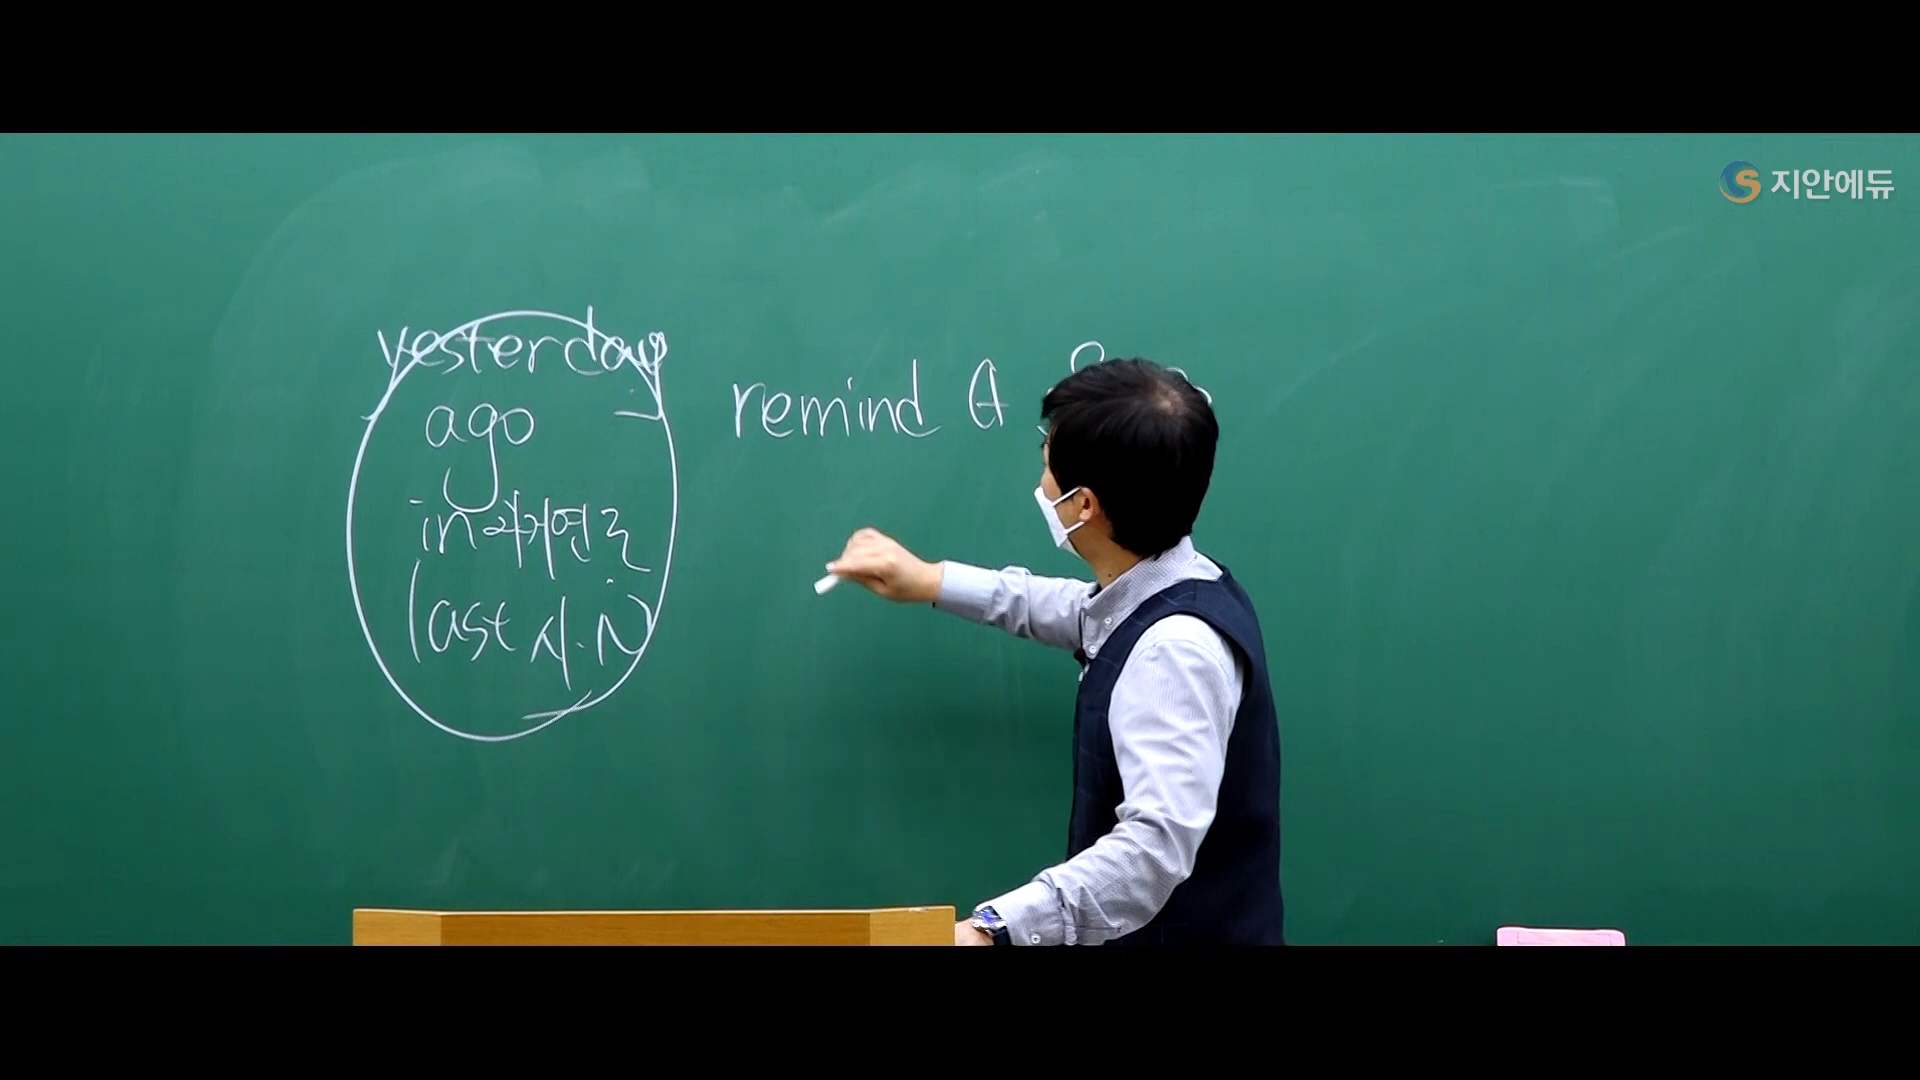 지안에듀
yesterday
ago
in 과거연도
last 시.N
remind A